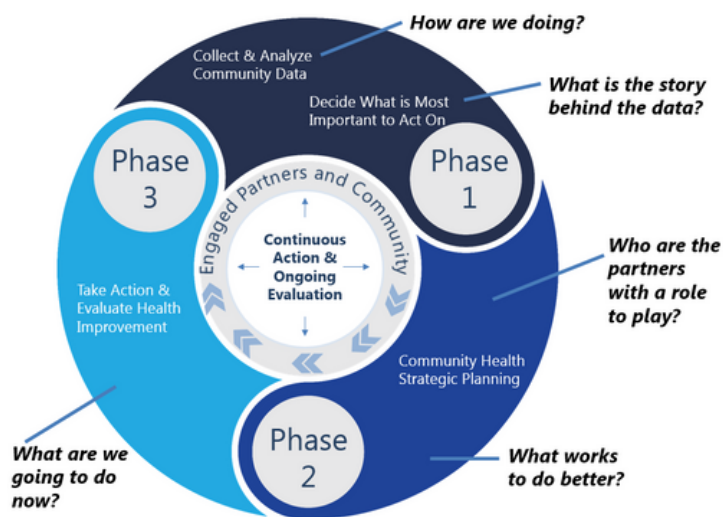 How are we doing?
Collect & Analyze
Community Data
What is the story
behind the data?
Decide What is Most
Important to Act On
Phase
1
Who are the
partners
with a role
to play?
Community Health
Strategic Planning
What works
to do better?
Phase
2
Phase
3
Take Action &
Evaluate Health
Improvement
What are we
going to do
now?
Engaged Partners and Community
Continuous
Action &
Ongoing
Evaluation